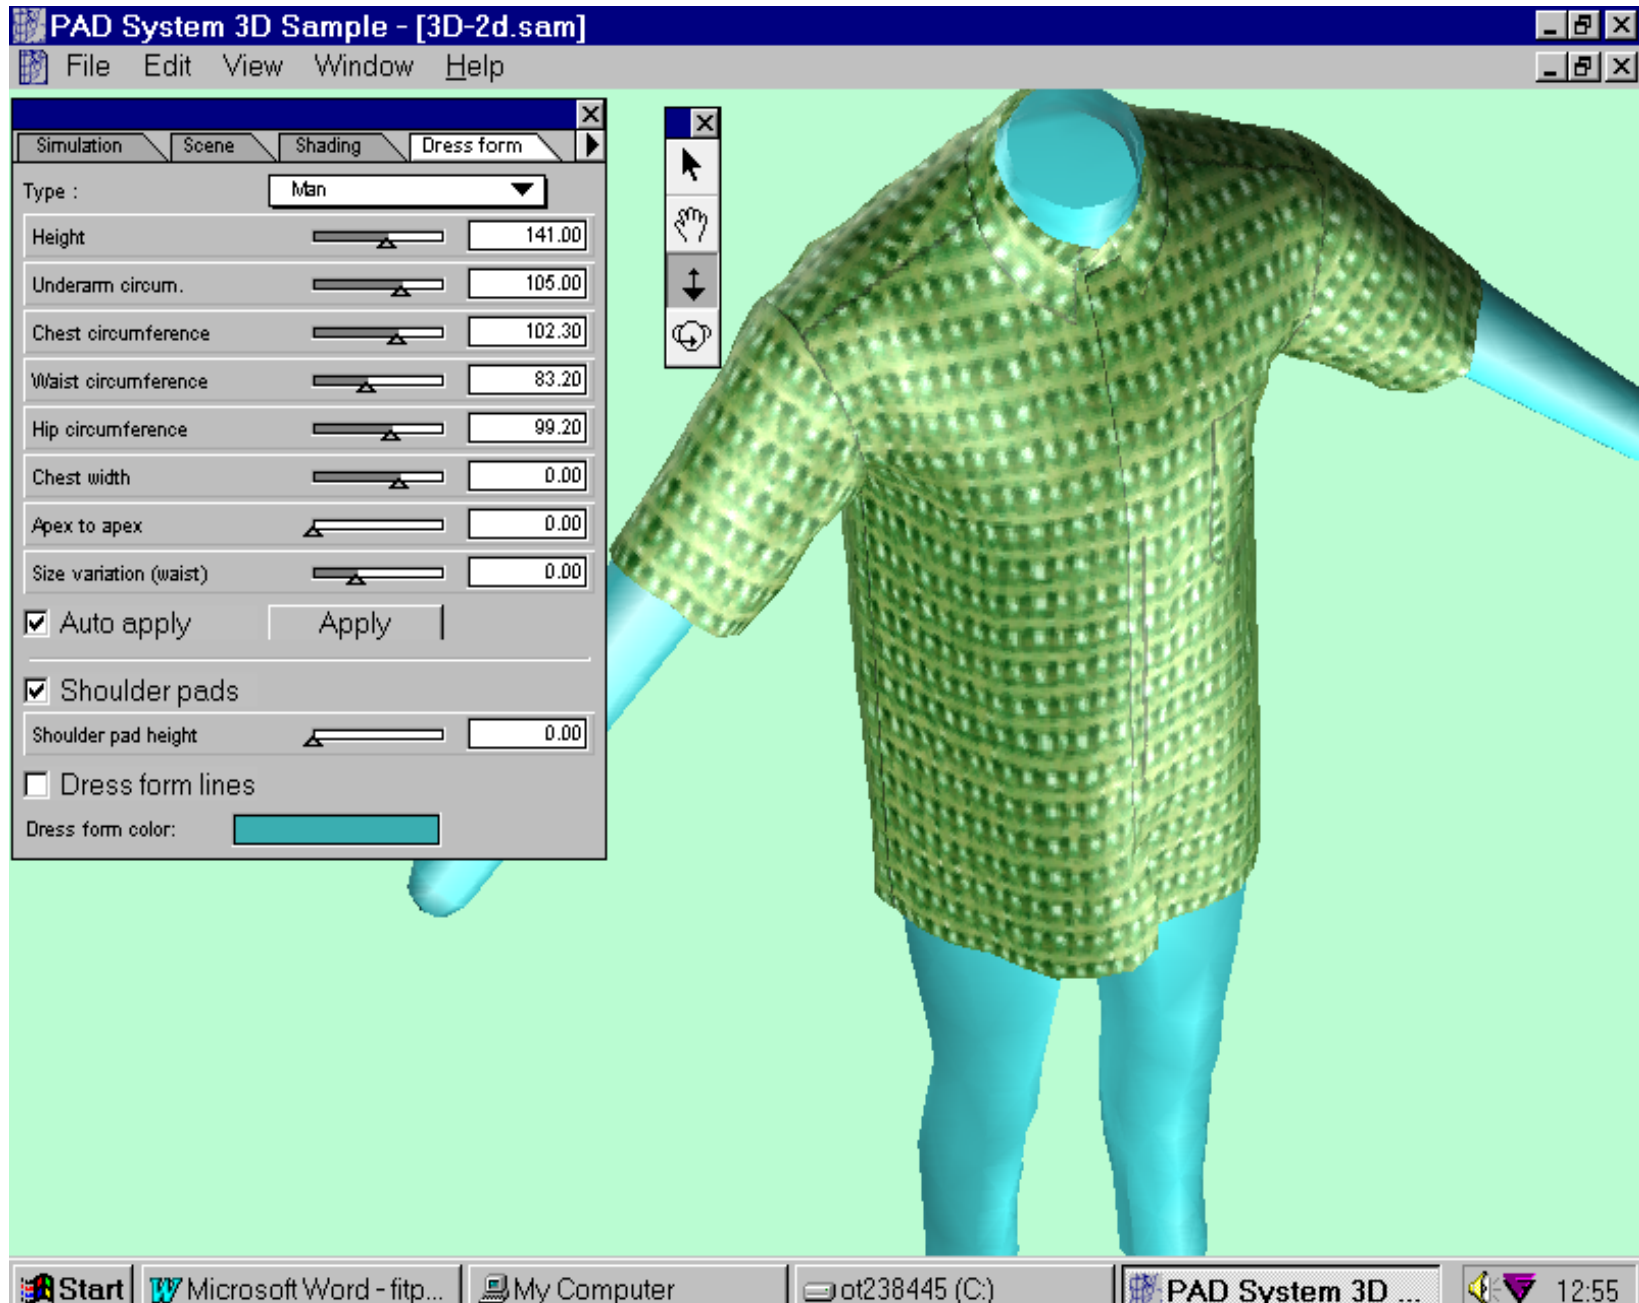 PAD System 3D Sample - [3D-2d.sam]
File Edit View Window Help
Simulation Scene Shading Dress form
Type : Man
Height 141.00
Underarm circum. 105.00
Chest circumference 102.30
Waist circumference 83.20
Hip circumference 99.20
Chest width 0.00
Apex to apex 0.00
Size variation (waist) 0.00
Auto apply Apply
Shoulder pads
Shoulder pad height 0.00
Dress form lines
Dress form color:
Start Microsoft Word - fitp... My Computer ot238445 (C:) PAD System 3D ... 12:55